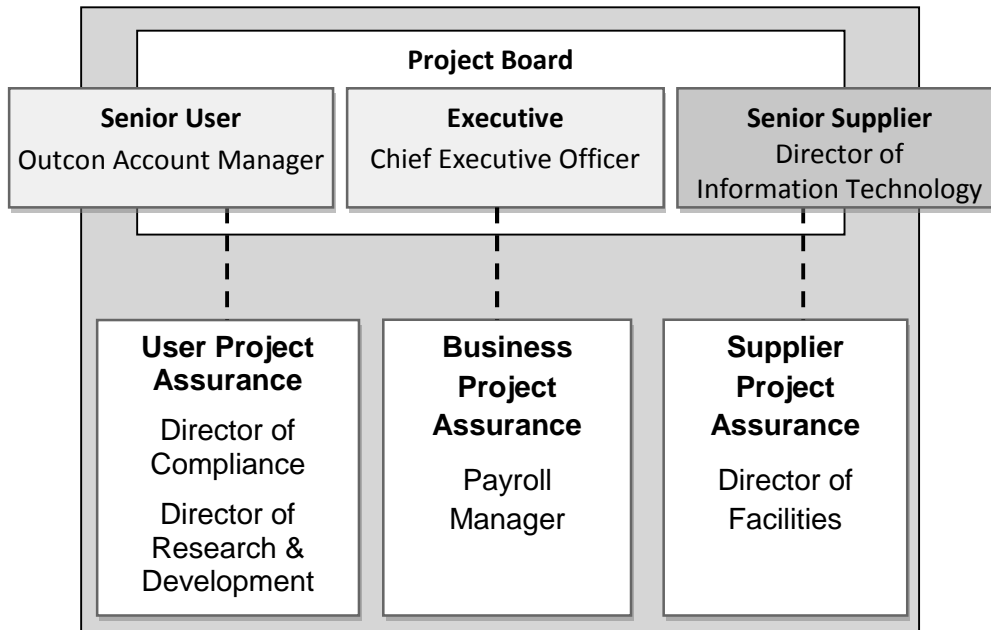 Project Board
Senior User
Outcon Account Manager
Executive
Chief Executive Officer
Senior Supplier
Director of
Information Technology
User Project
Assurance
Director of
Compliance
Director of
Research &
Development
Business
Project
Assurance
Payroll
Manager
Supplier
Project
Assurance
Director of
Facilities